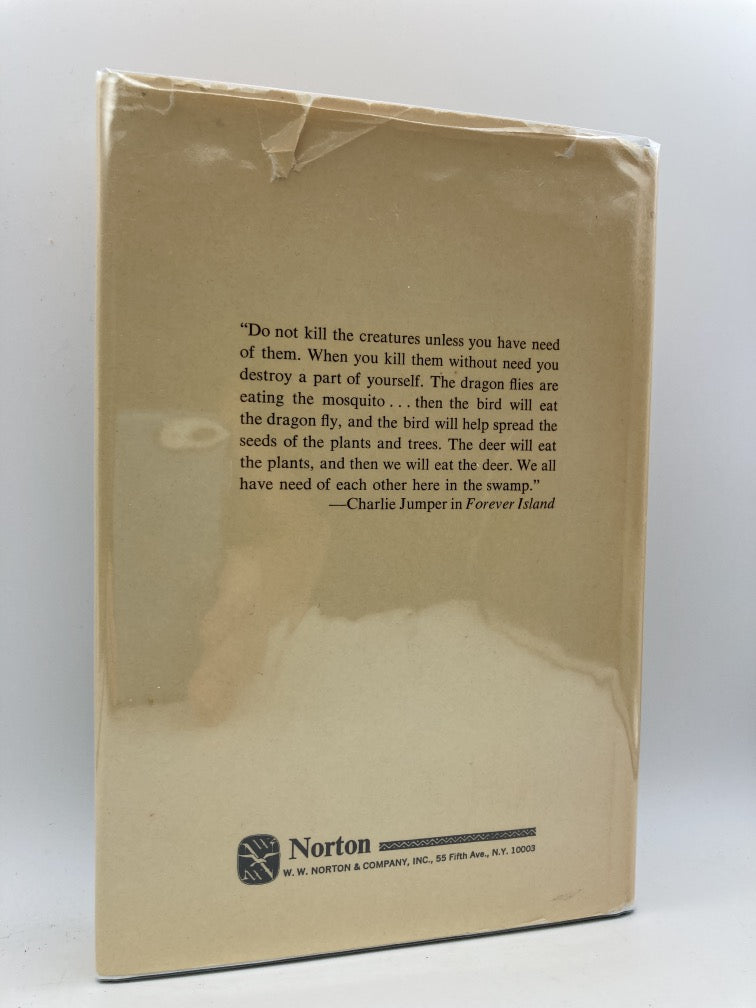 “Do not kill the creatures unless you have need
of them. When you kill them without need you
destroy a part of yourself. The dragon flies are
eating the mosquito . . . then the bird will eat
the dragon fly, and the bird will help spread the
seeds of the plants and trees. The deer will eat
the plants, and then we will eat the deer. We all
have need of each other here in the swamp.”
—Charlie Jumper in Forever Island
Norton
W. W. NORTON & COMPANY, INC., 55 Fifth Ave., N.Y. 10003